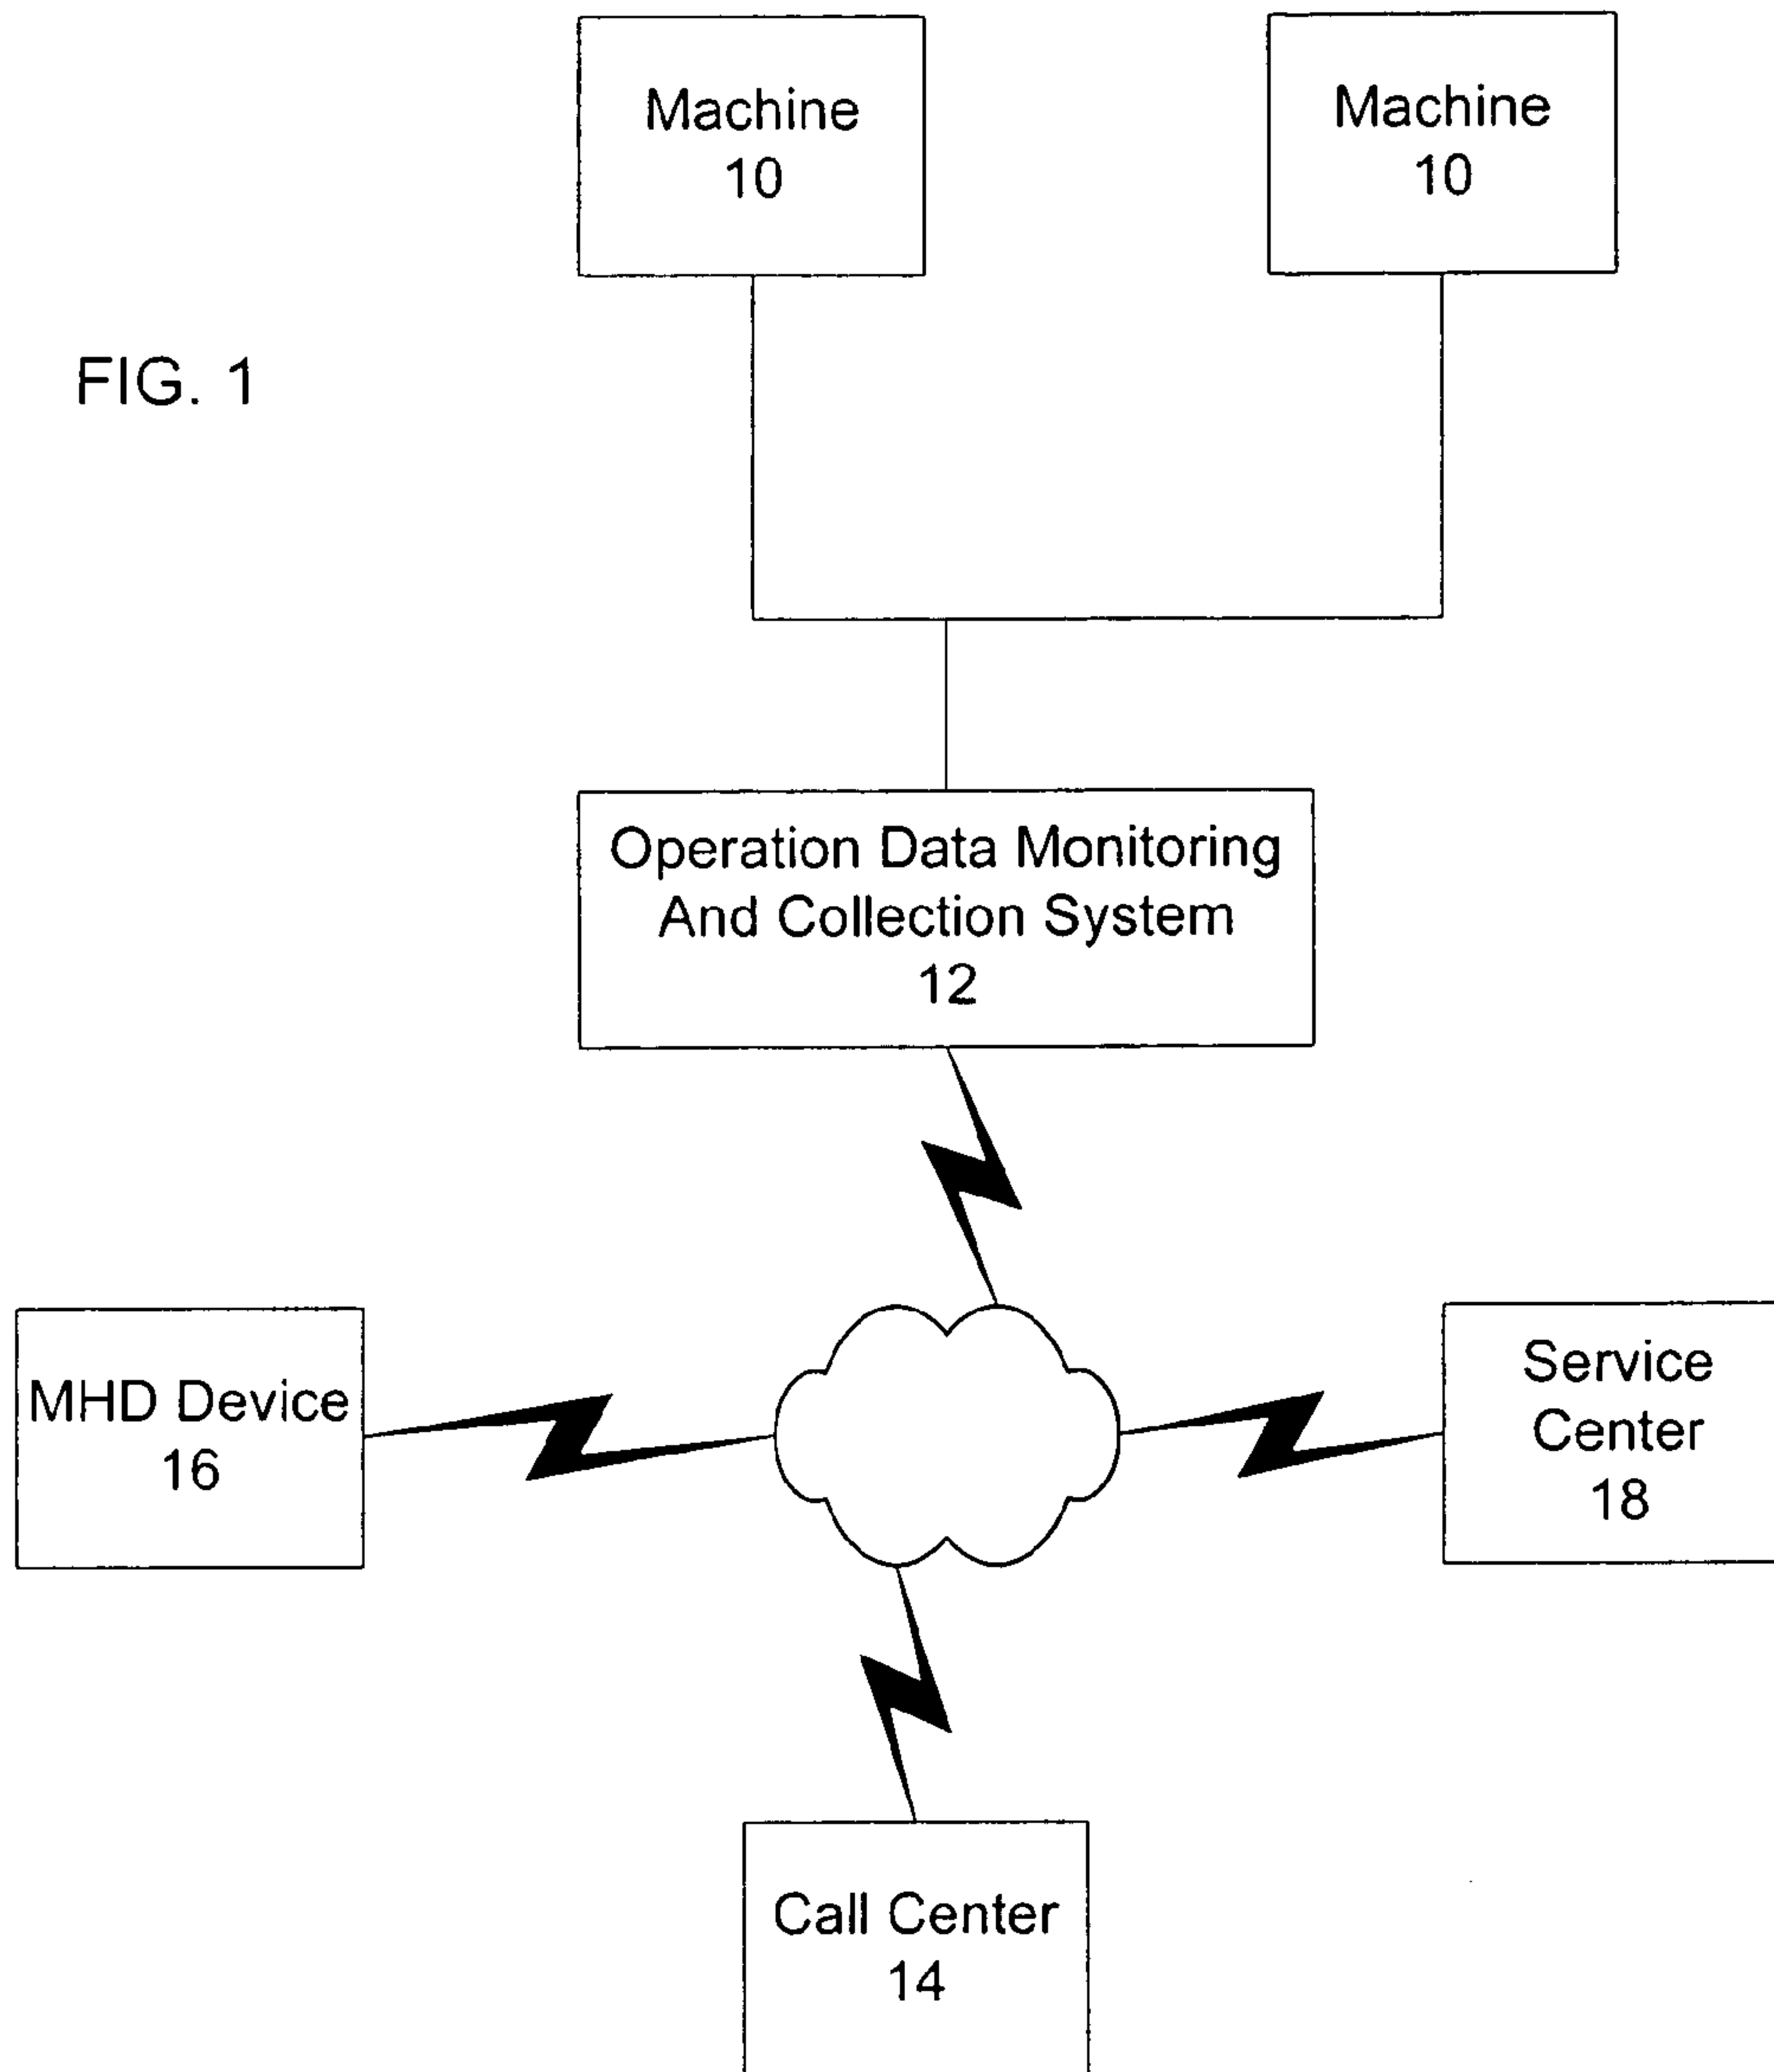 Machine
10
Machine
10
FIG. 1
Operation Data Monitoring
And Collection System
12
MHD Device
16
Service
Center
18
Call Center
14